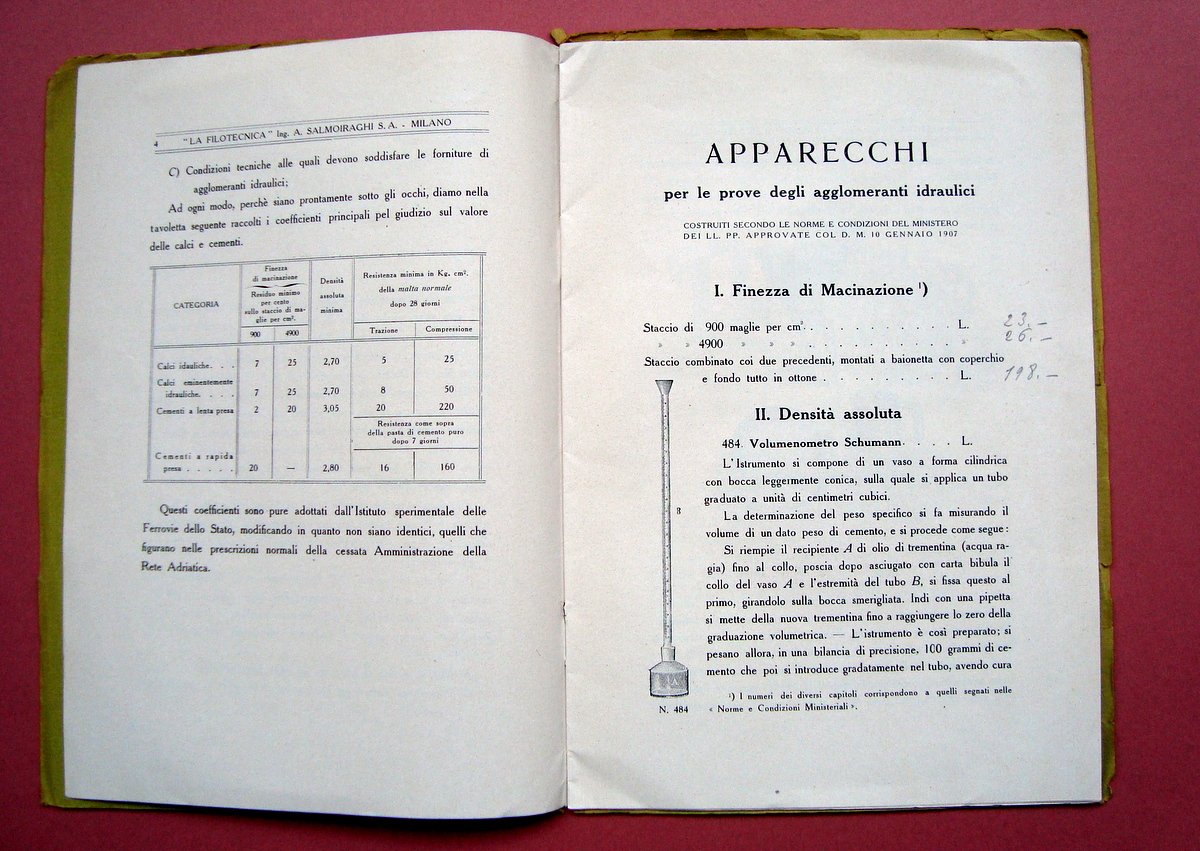 4 "LA FILOTECNICA" Ing. A. SALMOIRAGHI S. A. - MILANO
C) Condizioni tecniche alle quali devono soddisfare le forniture di
agglomeranti idraulici;
Ad ogni modo, perchè siano prontamente sotto gli occhi, diamo nella
tavoletta seguente raccolti i coefficienti principali pel giudizio sul valore
delle calci e cementi.
CATEGORIA
Finezza
di macinazione
Residuo minimo
per cento
sullo staccio di ma-
glie per cm².
900 4900
Densità
assoluta
minima
Resistenza minima in Kg. cm².
della malta normale
dopo 28 giorni
Trazione Compressione
Calci idauliche. . . 7 25 2,70 5 25
Calci eminentemente
idrauliche. . . . 7 25 2,70 8 50
Cementi a lenta presa 2 20 3,05 20 220
Resistenza come sopra
della pasta di cemento puro
dopo 7 giorni
Cementi a rapida
presa . . . . . 20 — 2,80 16 160
Questi coefficienti sono pure adottati dall'Istituto sperimentale delle
Ferrovie dello Stato, modificando in quanto non siano identici, quelli che
figurano nelle prescrizioni normali della cessata Amministrazione della
Rete Adriatica.
APPARECCHI
per le prove degli agglomeranti idraulici
COSTRUITI SECONDO LE NORME E CONDIZIONI DEL MINISTERO
DEI LL. PP. APPROVATE COL D. M. 10 GENNAIO 1907
I. Finezza di Macinazione ¹)
Staccio di 900 maglie per cm². . . . . . . . . . . L. 23.-
» » 4900 » » » . . . . . . . . . . » 26.-
Staccio combinato coi due precedenti, montati a baionetta con coperchio
e fondo tutto in ottone . . . . . . . . . L. 198.-
II. Densità assoluta
484. Volumenometro Schumann. . . . L.
L'Istrumento si compone di un vaso a forma cilindrica
con bocca leggermente conica, sulla quale si applica un tubo
graduato a unità di centimetri cubici.
La determinazione del peso specifico si fa misurando il
volume di un dato peso di cemento, e si procede come segue:
Si riempie il recipiente A di olio di trementina (acqua ra-
gia) fino al collo, poscia dopo asciugato con carta bibula il
collo del vaso A e l'estremità del tubo B, si fissa questo al
primo, girandolo sulla bocca smerigliata. Indi con una pipetta
si mette della nuova trementina fino a raggiungere lo zero della
graduazione volumetrica. — L'istrumento è così preparato; si
pesano allora, in una bilancia di precisione, 100 grammi di ce-
mento che poi si introduce gradatamente nel tubo, avendo cura
B
A
N. 484
¹) I numeri dei diversi capitoli corrispondono a quelli segnati nelle
« Norme e Condizioni Ministeriali ».